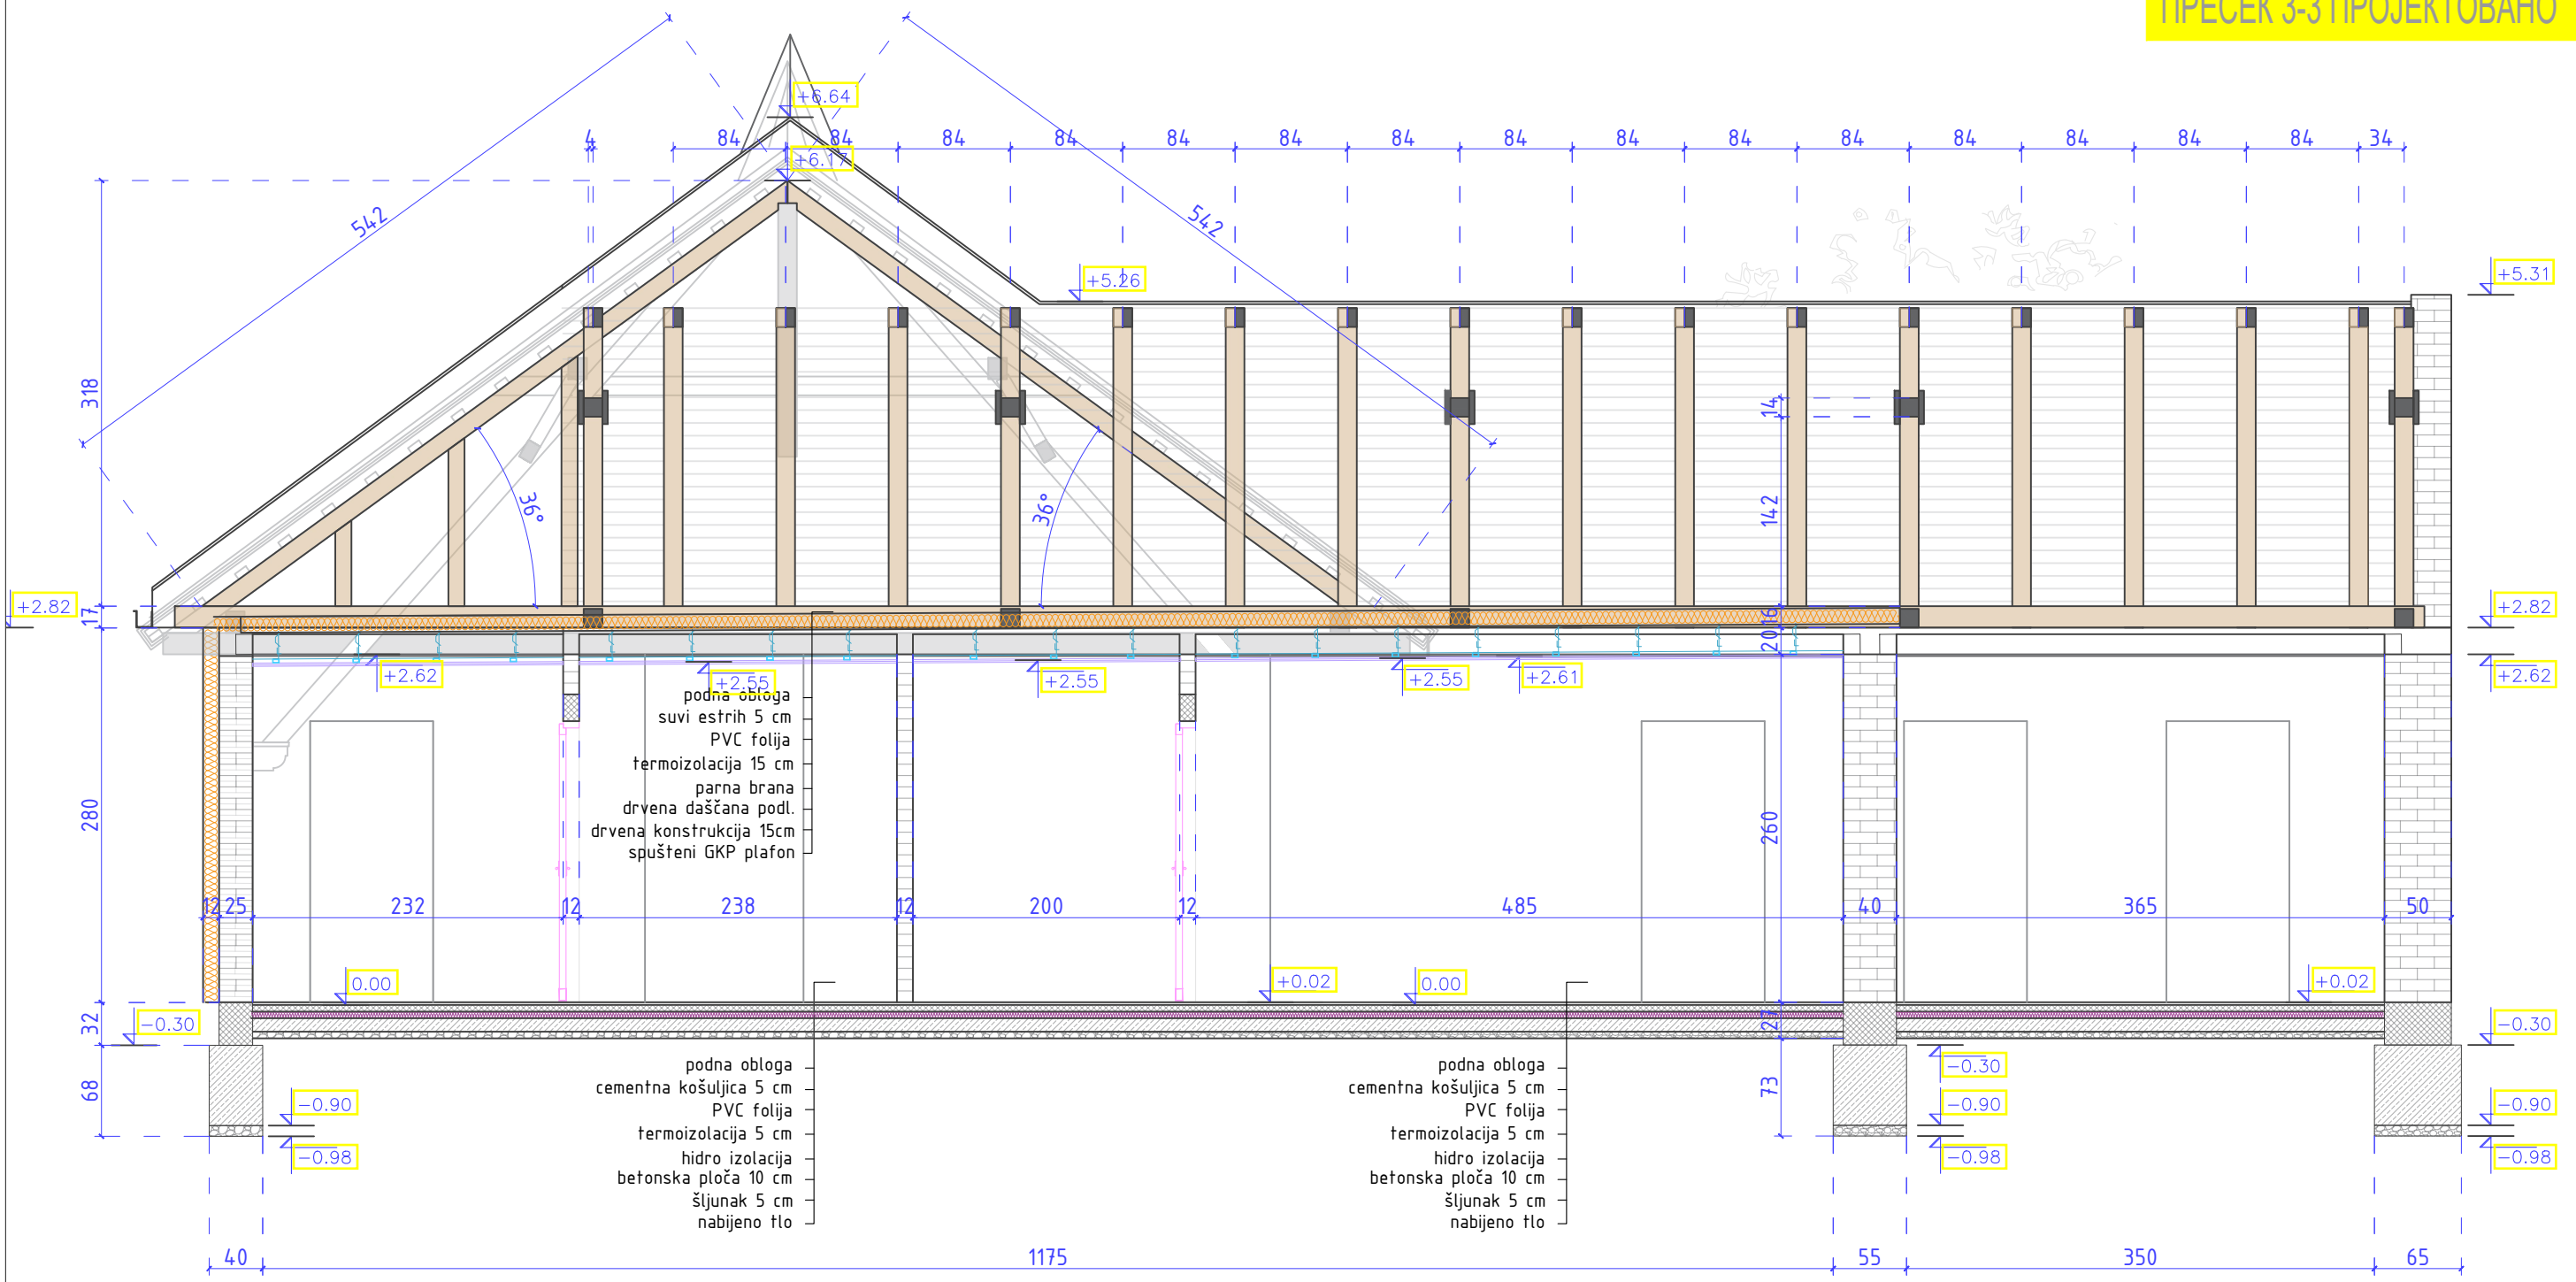 ПРЕСЕК 3-3 ПРОЈЕКТОВАНО
+6.64
4 84 84 84 84 84 84 84 84 84 84 84 84 84 84 84 34
+6.17
542 542
+5.26 +5.31
318
14
36° 36°
142
+2.82 17 16 +2.82
20
+2.62 +2.55 +2.55 +2.55 +2.61 +2.62
podna obloga
suvi estrih 5 cm
PVC folija
termoizolacija 15 cm
parna brana
drvena daščana podl.
drvena konstrukcija 15cm
spušteni GKP plafon
280 260
12 25 232 12 238 12 200 12 485 40 365 50
0.00 +0.02 0.00 +0.02
32 -0.30 27 -0.30
-0.30
68 73
-0.90 -0.90 -0.90
-0.98 -0.98 -0.98
podna obloga
cementna košuljica 5 cm
PVC folija
termoizolacija 5 cm
hidro izolacija
betonska ploča 10 cm
šljunak 5 cm
nabijeno tlo
podna obloga
cementna košuljica 5 cm
PVC folija
termoizolacija 5 cm
hidro izolacija
betonska ploča 10 cm
šljunak 5 cm
nabijeno tlo
40 1175 55 350 65